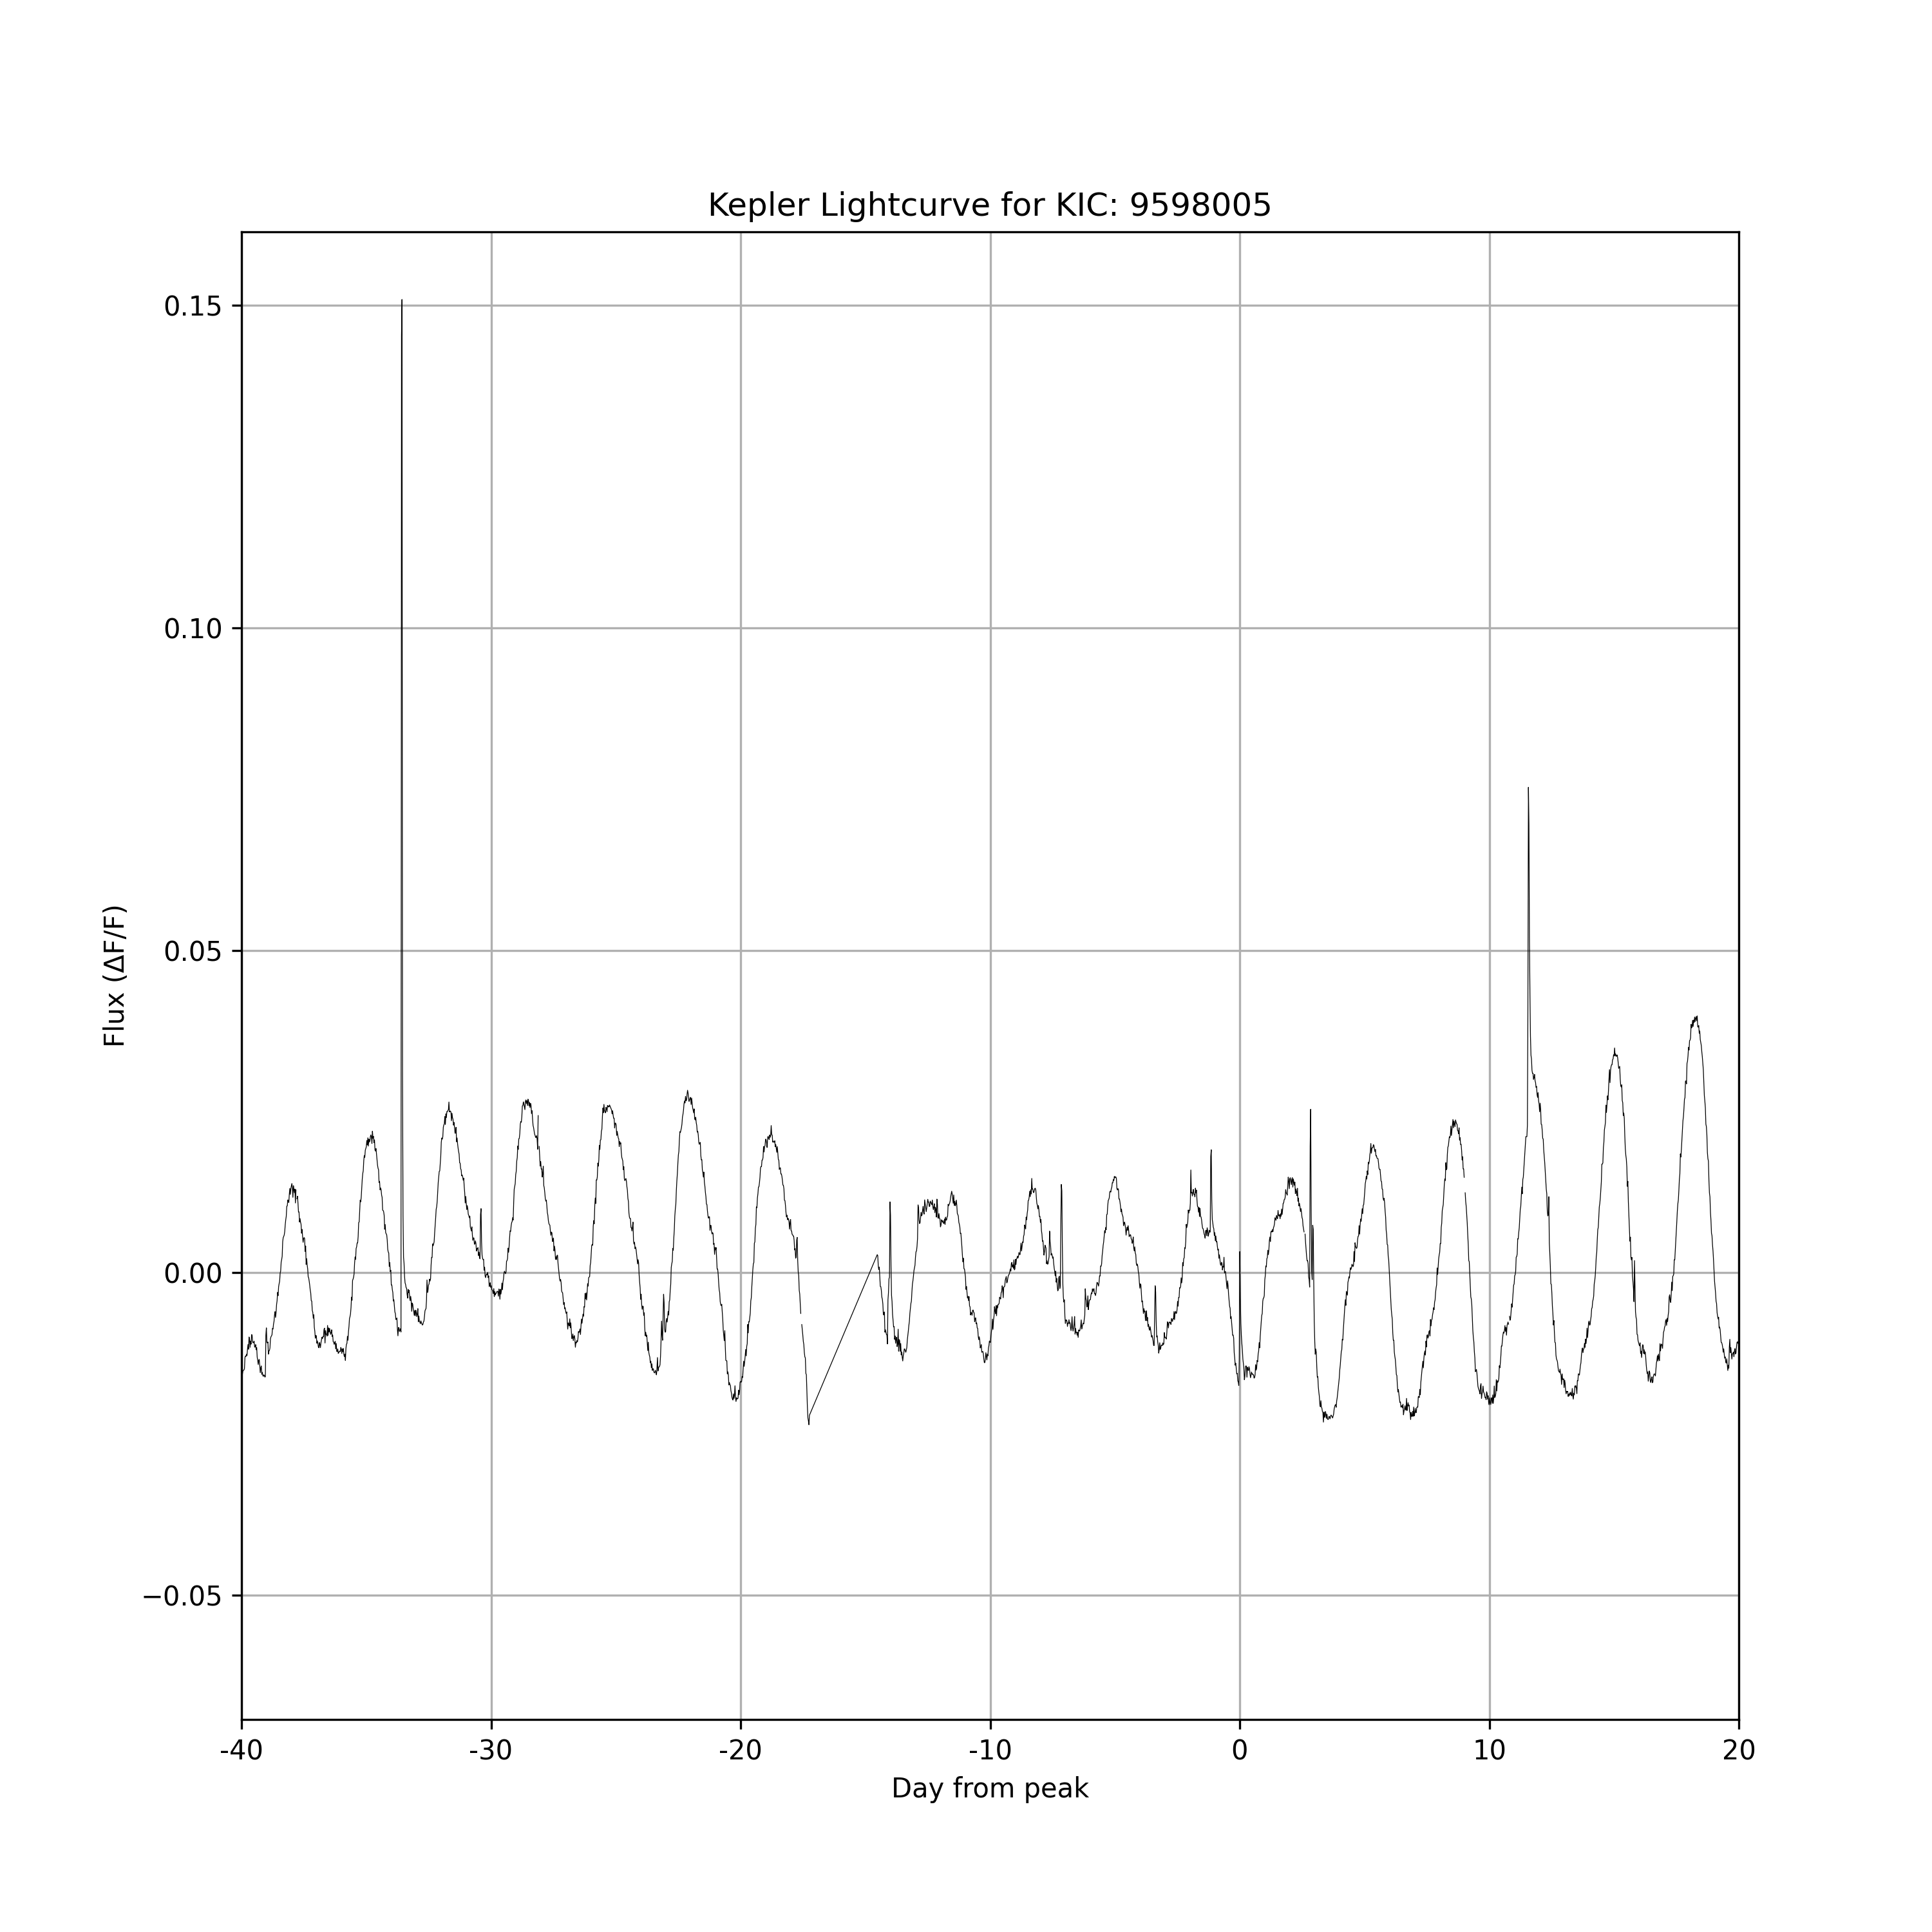 Kepler Lightcurve for KIC: 9598005
0.15
0.10
0.05
0.00
−0.05
Flux (ΔF/F)
-40 -30 -20 -10 0 10 20
Day from peak